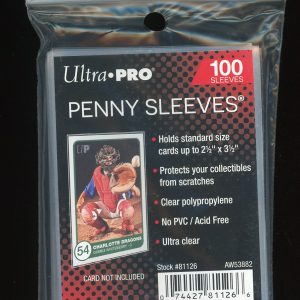 Ultra•PRO®
100
SLEEVES
PENNY SLEEVES®
• Holds standard size
cards up to 2½" x 3½"
• Protects your collectibles
from scratches
• Clear polypropylene
• No PVC / Acid Free
• Ultra clear
UP
54
CHARLOTTE DRAGONS
CARD NOT INCLUDED
Stock #81126
AW53882
0 74427 81126 6